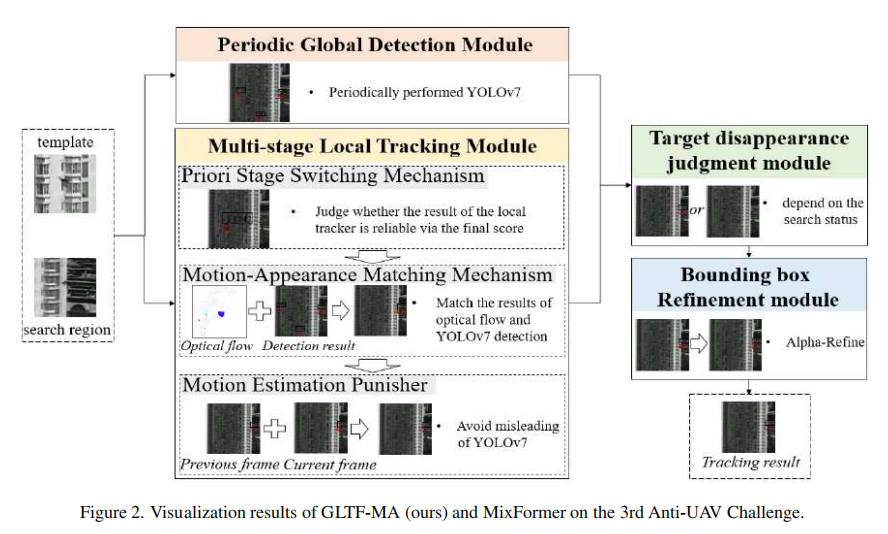 Periodic Global Detection Module
• Periodically performed YOLOv7
template
search region
Multi-stage Local Tracking Module
Priori Stage Switching Mechanism
• Judge whether the result of the local
tracker is reliable via the final score
Motion-Appearance Matching Mechanism
Optical flow
Detection result
• Match the results of
optical flow and
YOLOv7 detection
Motion Estimation Punisher
Previous frame
Current frame
• Avoid misleading
of YOLOv7
Target disappearance
judgment module
or
• depend on the
search status
Bounding box
Refinement module
• Alpha-Refine
Tracking result
Figure 2. Visualization results of GLTF-MA (ours) and MixFormer on the 3rd Anti-UAV Challenge.